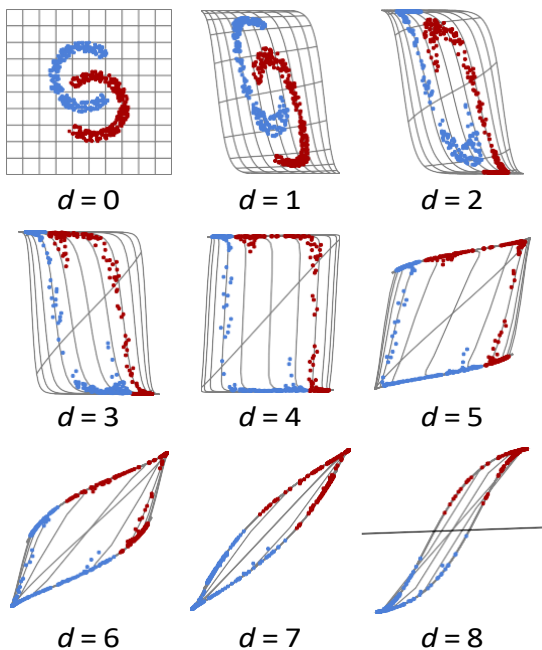 d = 0
d = 1
d = 2
d = 3
d = 4
d = 5
d = 6
d = 7
d = 8